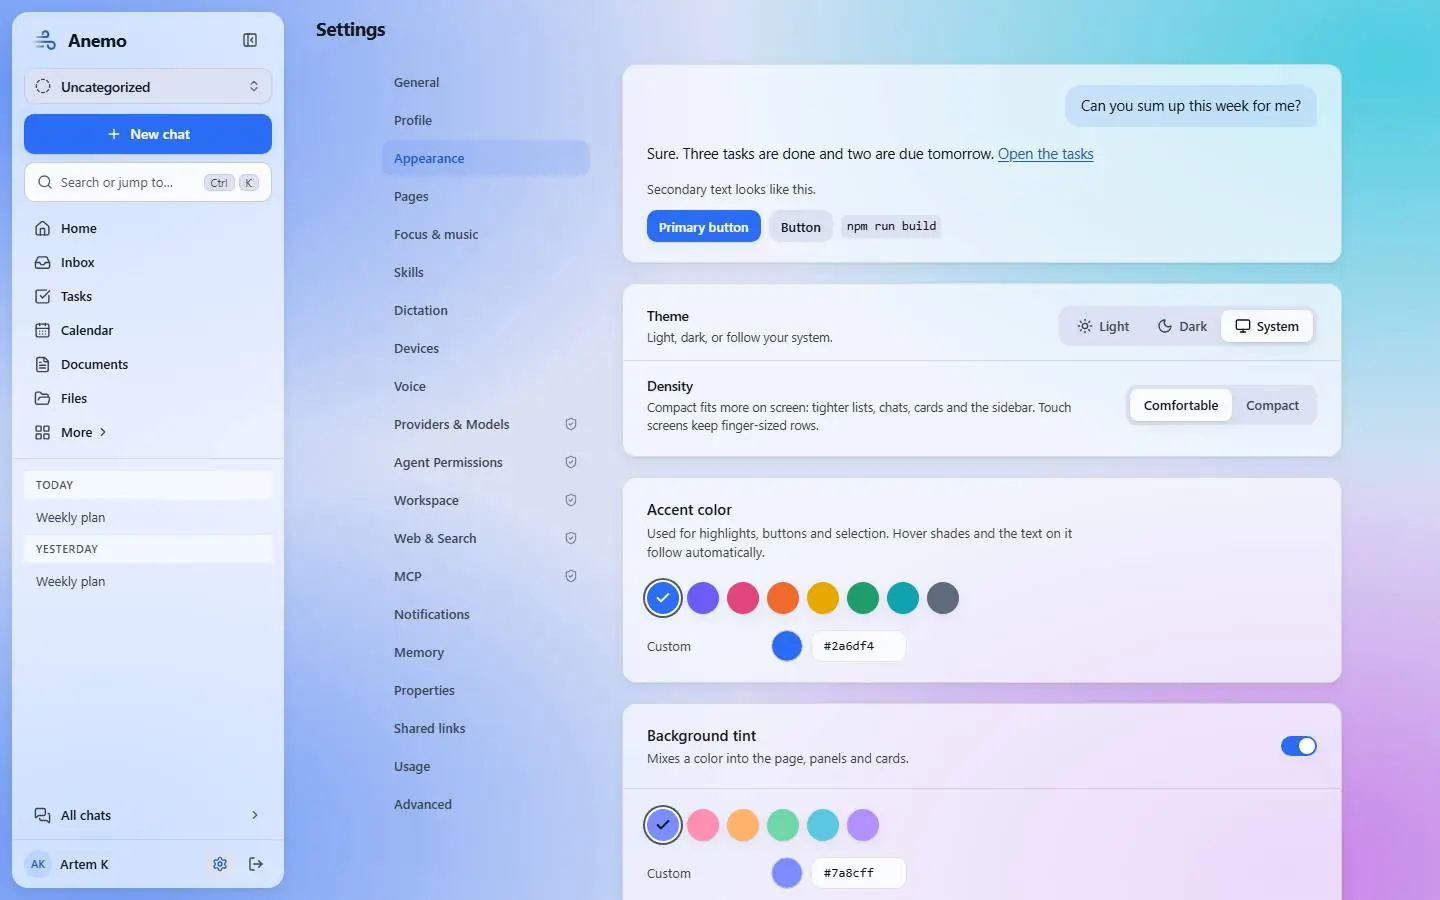 Anemo
Uncategorized
New chat
Search or jump to... Ctrl K
Home
Inbox
Tasks
Calendar
Documents
Files
More
TODAY
Weekly plan
YESTERDAY
Weekly plan
All chats
AK Artem K
Settings
General
Profile
Appearance
Pages
Focus & music
Skills
Dictation
Devices
Voice
Providers & Models
Agent Permissions
Workspace
Web & Search
MCP
Notifications
Memory
Properties
Shared links
Usage
Advanced
Can you sum up this week for me?
Sure. Three tasks are done and two are due tomorrow. Open the tasks
Secondary text looks like this.
Primary button Button npm run build
Theme
Light, dark, or follow your system.
Light Dark System
Density
Compact fits more on screen: tighter lists, chats, cards and the sidebar. Touch
screens keep finger-sized rows.
Comfortable Compact
Accent color
Used for highlights, buttons and selection. Hover shades and the text on it
follow automatically.
Custom #2a6df4
Background tint
Mixes a color into the page, panels and cards.
Custom #7a8cff